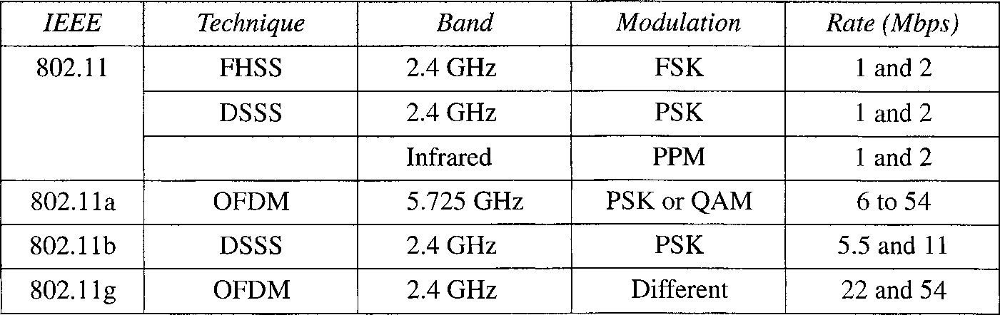 IEEE Technique Band Modulation Rate (Mbps)
802.11 FHSS 2.4 GHz FSK 1 and 2
DSSS 2.4 GHz PSK 1 and 2
Infrared PPM 1 and 2
802.11a OFDM 5.725 GHz PSK or QAM 6 to 54
802.11b DSSS 2.4 GHz PSK 5.5 and 11
802.11g OFDM 2.4 GHz Different 22 and 54